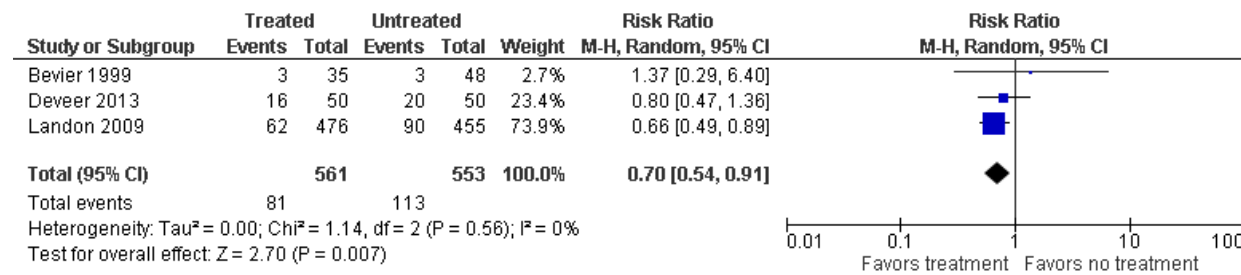 Treated Untreated Risk Ratio Risk Ratio
Study or Subgroup Events Total Events Total Weight M-H, Random, 95% CI M-H, Random, 95% CI
Bevier 1999 3 35 3 48 2.7% 1.37 [0.29, 6.40]
Deveer 2013 16 50 20 50 23.4% 0.80 [0.47, 1.36]
Landon 2009 62 476 90 455 73.9% 0.66 [0.49, 0.89]
Total (95% CI) 561 553 100.0% 0.70 [0.54, 0.91]
Total events 81 113
Heterogeneity: Tau² = 0.00; Chi² = 1.14, df = 2 (P = 0.56); I² = 0%
Test for overall effect: Z = 2.70 (P = 0.007)
0.01 0.1 1 10 100
Favors treatment Favors no treatment